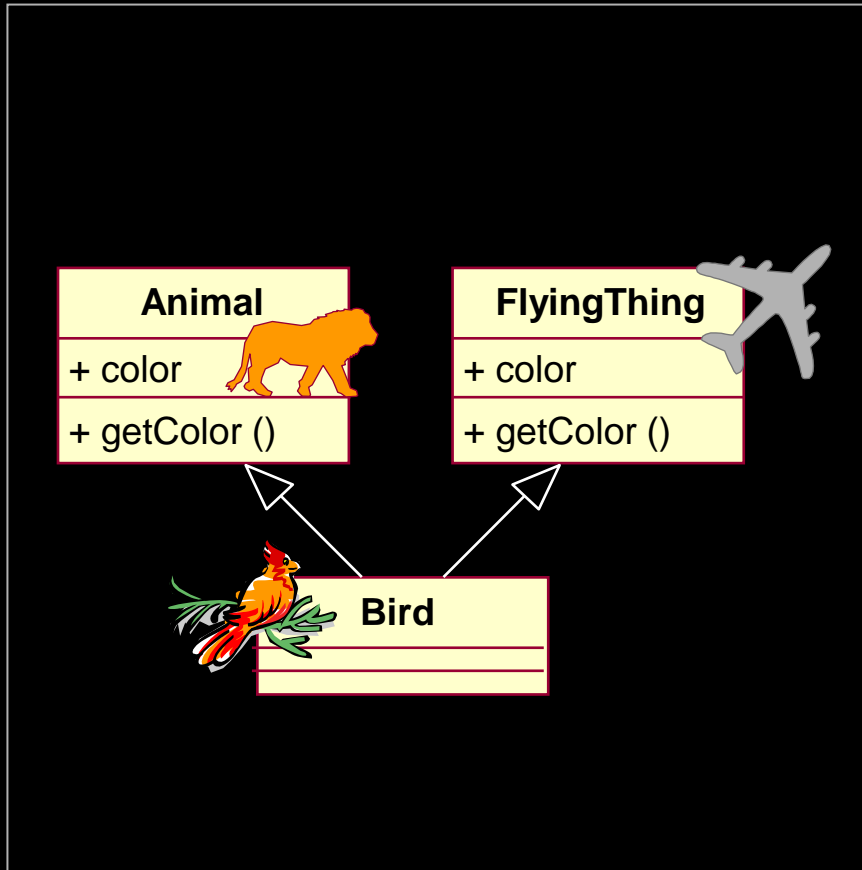 Animal
+ color
+ getColor ()
FlyingThing
+ color
+ getColor ()
Bird